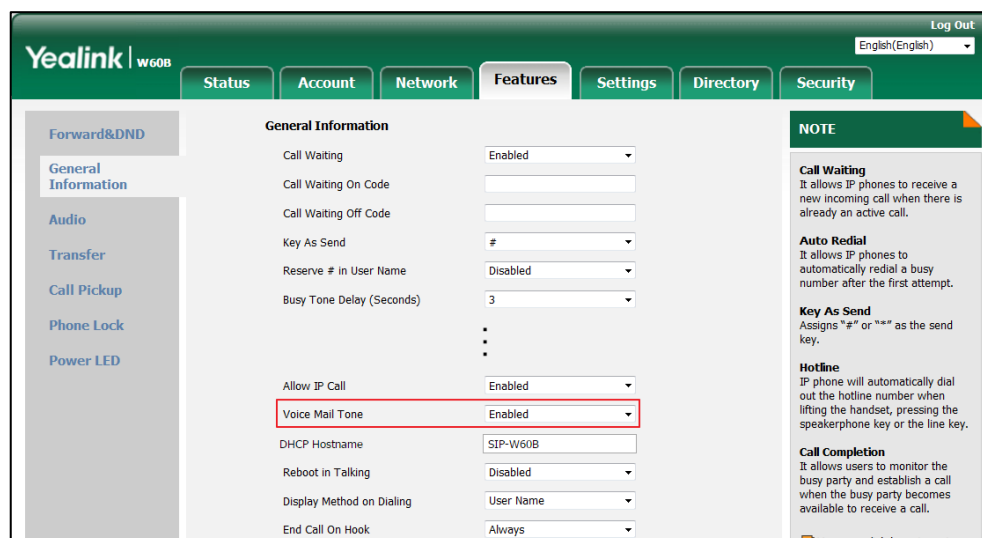 Log Out
Yealink | W60B
English(English)
Status Account Network Features Settings Directory Security
Forward&DND
General
Information
Audio
Transfer
Call Pickup
Phone Lock
Power LED
General Information
Call Waiting Enabled
Call Waiting On Code
Call Waiting Off Code
Key As Send #
Reserve # in User Name Disabled
Busy Tone Delay (Seconds) 3
Allow IP Call Enabled
Voice Mail Tone Enabled
DHCP Hostname SIP-W60B
Reboot in Talking Disabled
Display Method on Dialing User Name
End Call On Hook Always
NOTE
Call Waiting
It allows IP phones to receive a
new incoming call when there is
already an active call.
Auto Redial
It allows IP phones to
automatically redial a busy
number after the first attempt.
Key As Send
Assigns "#" or "*" as the send
key.
Hotline
IP phone will automatically dial
out the hotline number when
lifting the handset, pressing the
speakerphone key or the line key.
Call Completion
It allows users to monitor the
busy party and establish a call
when the busy party becomes
available to receive a call.